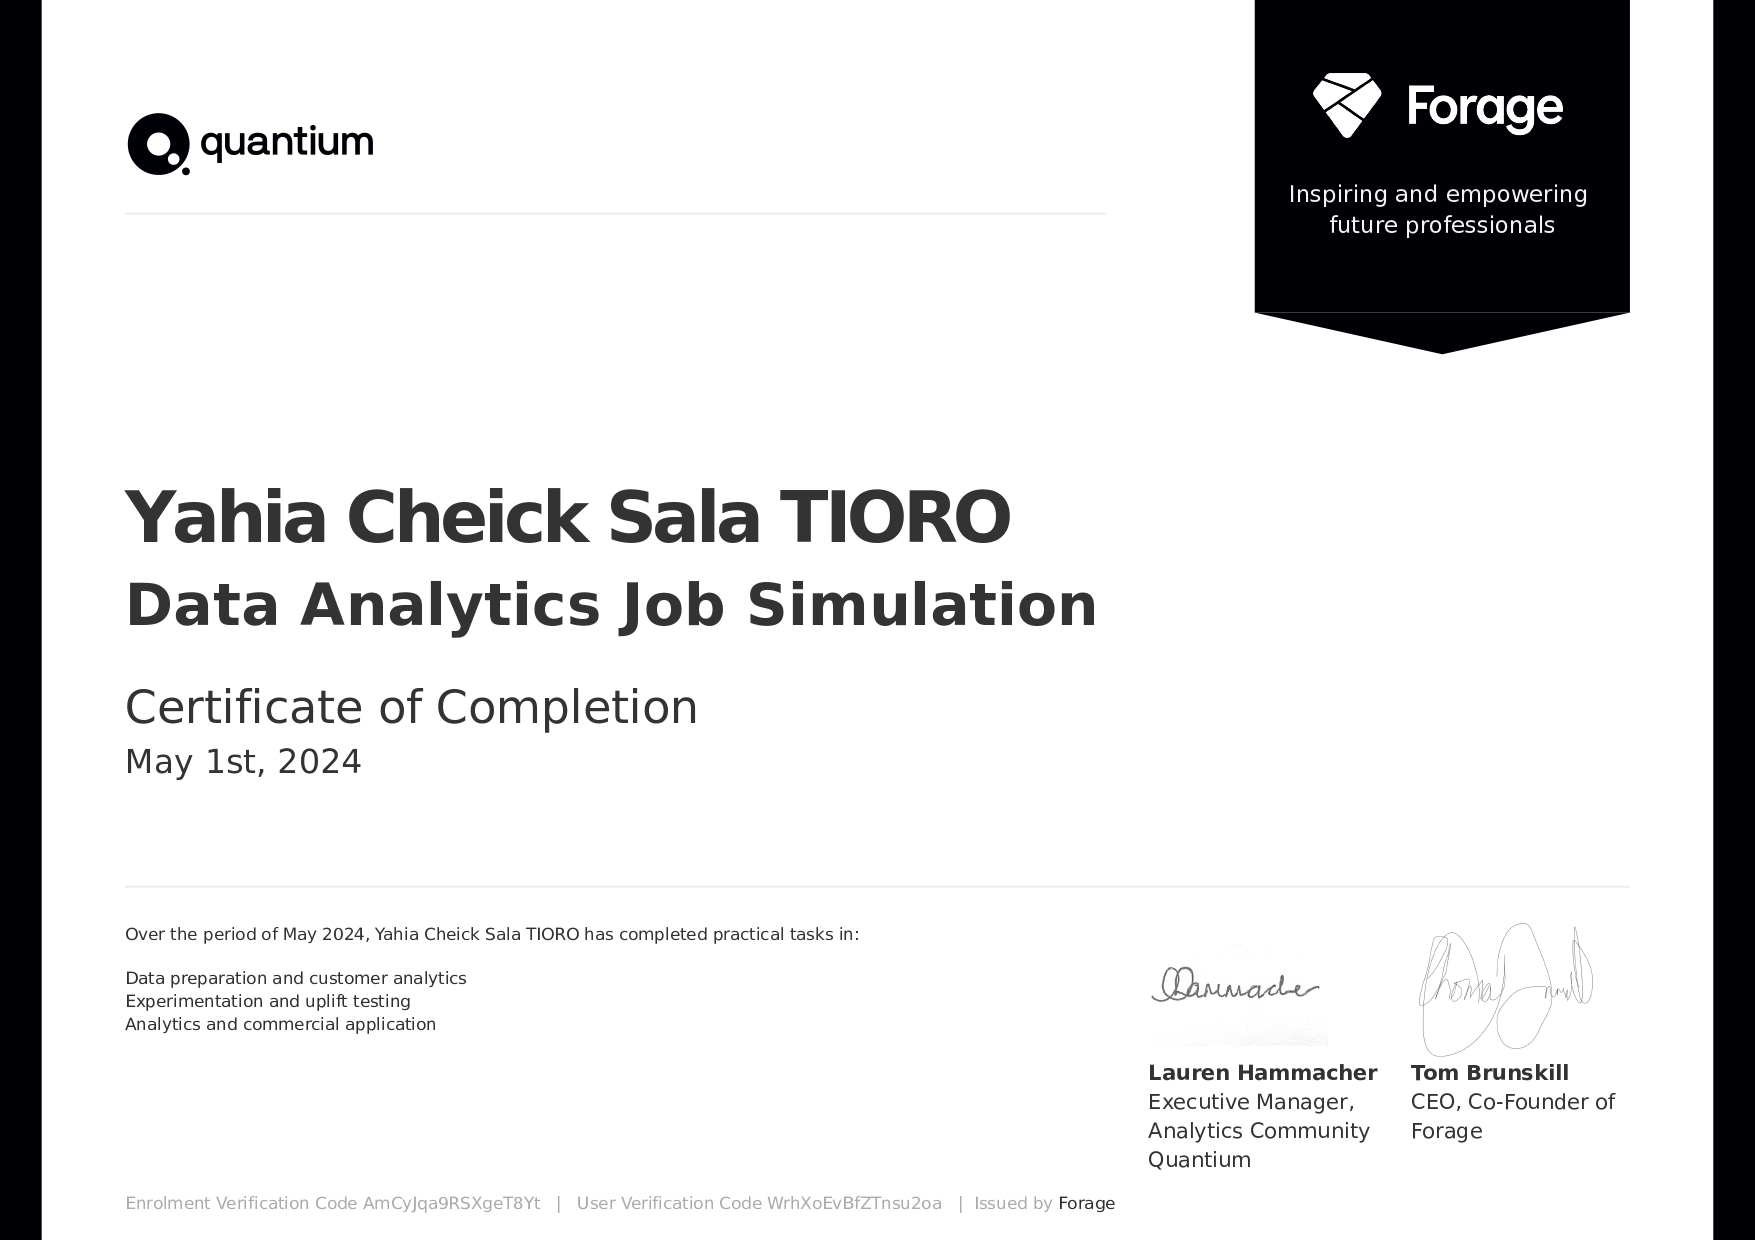 quantium
Forage
Inspiring and empowering
future professionals
Yahia Cheick Sala TIORO
Data Analytics Job Simulation
Certificate of Completion
May 1st, 2024
Over the period of May 2024, Yahia Cheick Sala TIORO has completed practical tasks in:
Data preparation and customer analytics
Experimentation and uplift testing
Analytics and commercial application
Lauren Hammacher
Executive Manager,
Analytics Community
Quantium
Tom Brunskill
CEO, Co-Founder of
Forage
Enrolment Verification Code AmCyJqa9RSXgeT8Yt | User Verification Code WrhXoEvBfZTnsu2oa | Issued by Forage